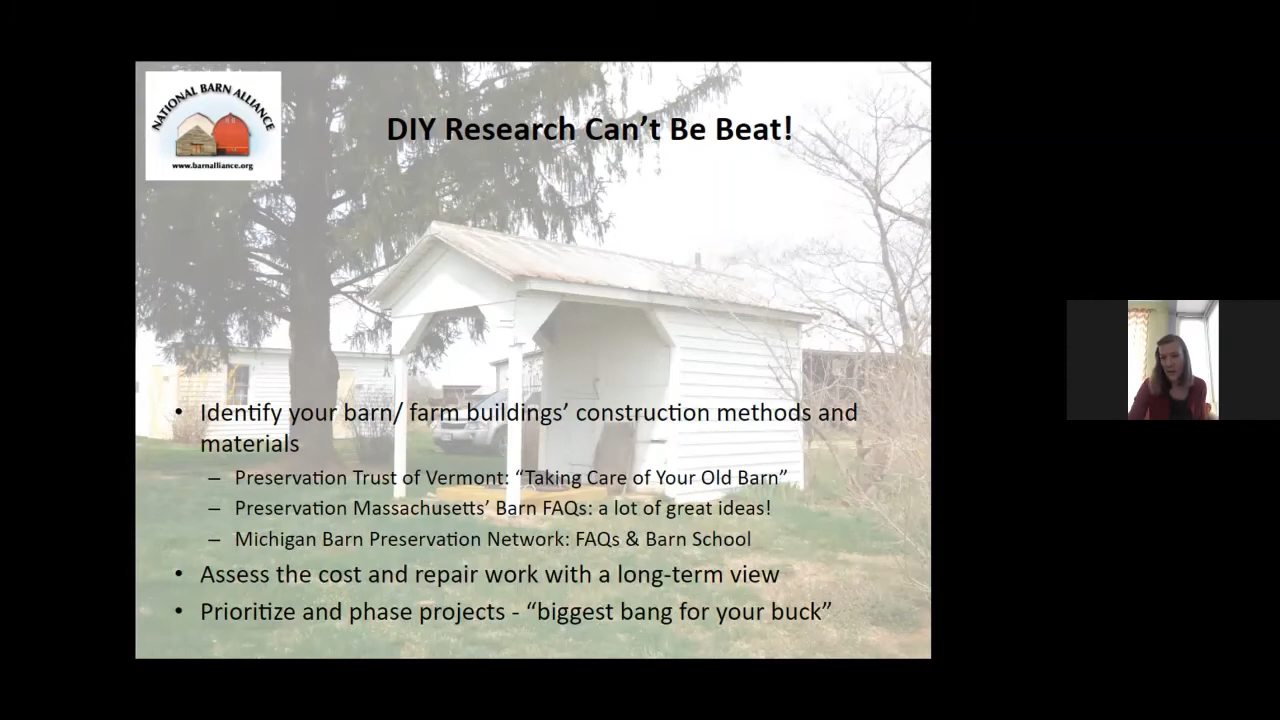 NATIONAL BARN ALLIANCE
www.barnalliance.org
DIY Research Can’t Be Beat!
• Identify your barn/ farm buildings’ construction methods and
materials
– Preservation Trust of Vermont: “Taking Care of Your Old Barn”
– Preservation Massachusetts’ Barn FAQs: a lot of great ideas!
– Michigan Barn Preservation Network: FAQs & Barn School
• Assess the cost and repair work with a long-term view
• Prioritize and phase projects - “biggest bang for your buck”